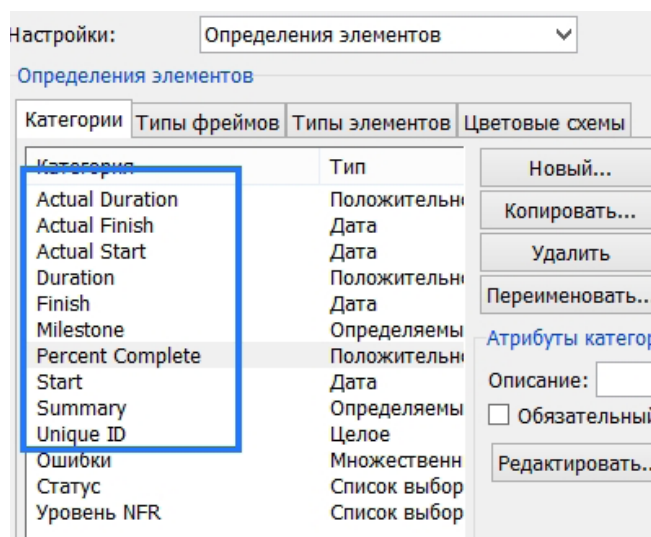 Настройки: Определения элементов
Определения элементов
Категории Типы фреймов Типы элементов Цветовые схемы
Категория Тип Новый...
Actual Duration Положительн
Actual Finish Дата Копировать...
Actual Start Дата Удалить
Duration Положительн
Finish Дата Переименовать..
Milestone Определяемы
Percent Complete Положительн Атрибуты катего
Start Дата Описание:
Summary Определяемы Обязательны
Unique ID Целое
Ошибки Множественн Редактировать..
Статус Список выбор
Уровень NFR Список выбор